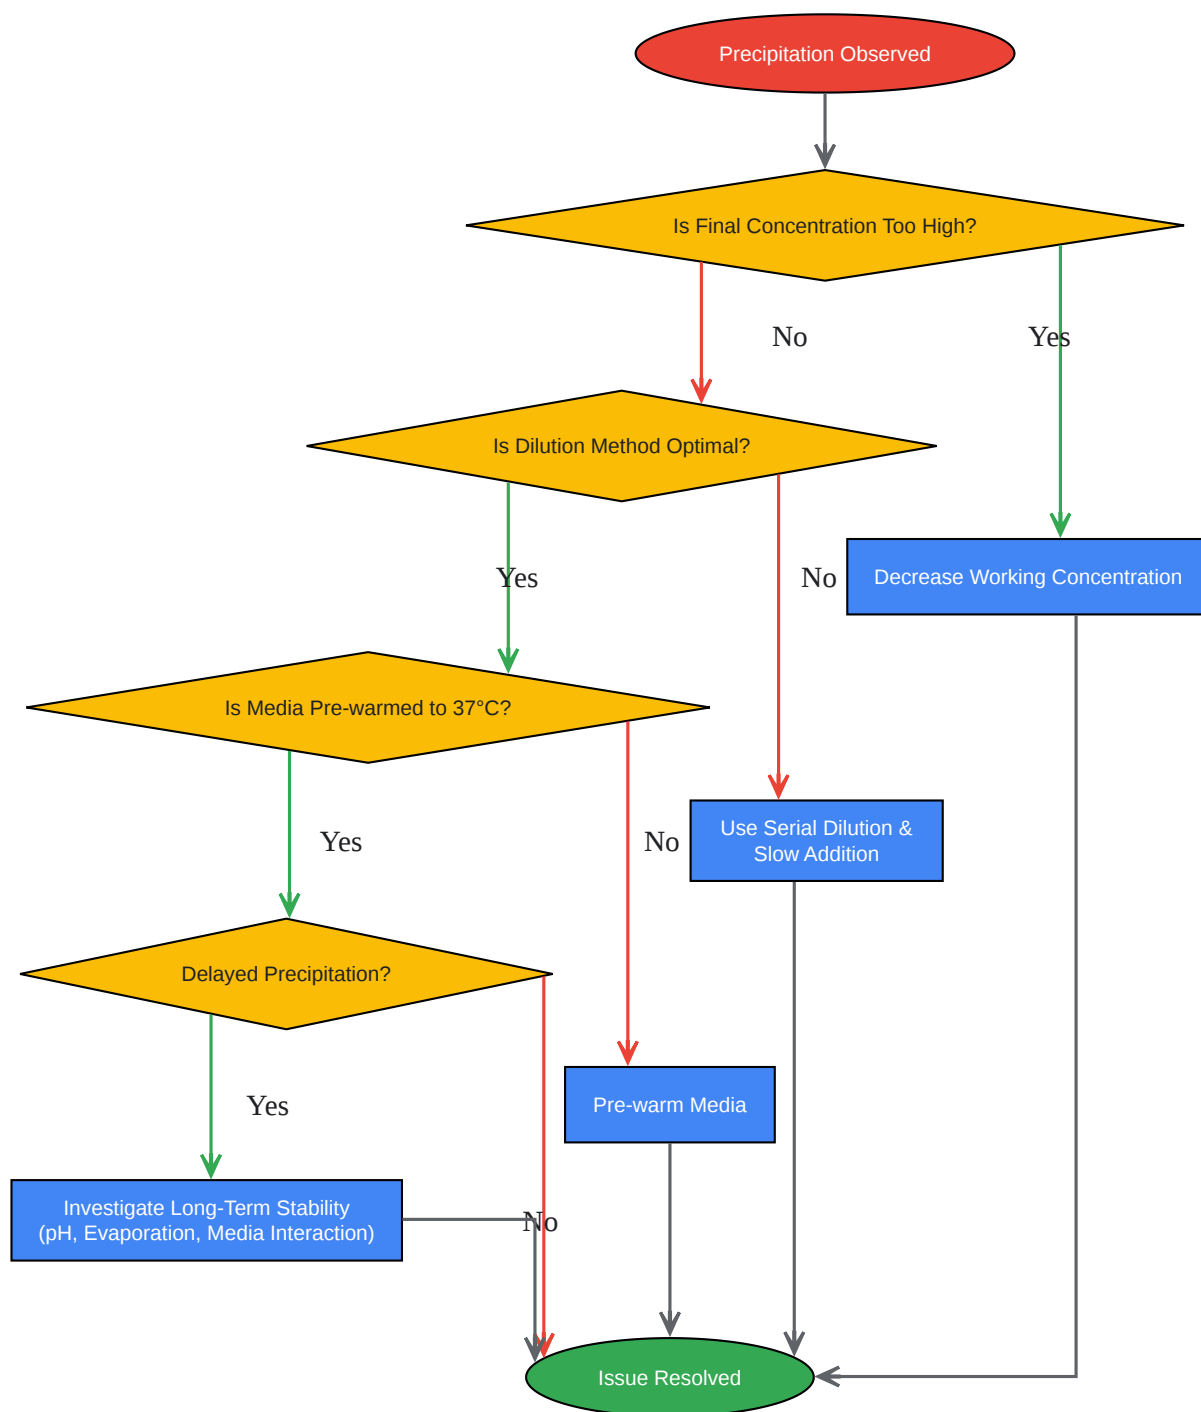 Precipitation Observed
Is Final Concentration Too High?
No
Yes
Is Dilution Method Optimal?
Yes
No
Decrease Working Concentration
Is Media Pre-warmed to 37°C?
Yes
No
Use Serial Dilution &
Slow Addition
Delayed Precipitation?
Yes
Pre-warm Media
Investigate Long-Term Stability
(pH, Evaporation, Media Interaction)
No
Issue Resolved